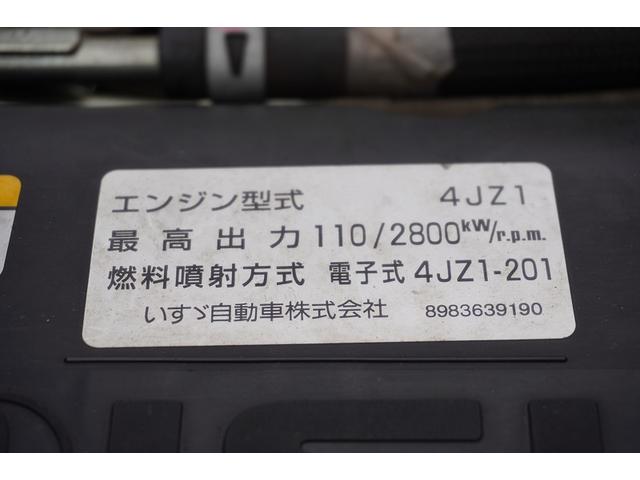 エンジン型式 4JZ1
最高出力 110/2800kW/r.p.m.
燃料噴射方式 電子式 4JZ1-201
いすゞ自動車株式会社 8983639190